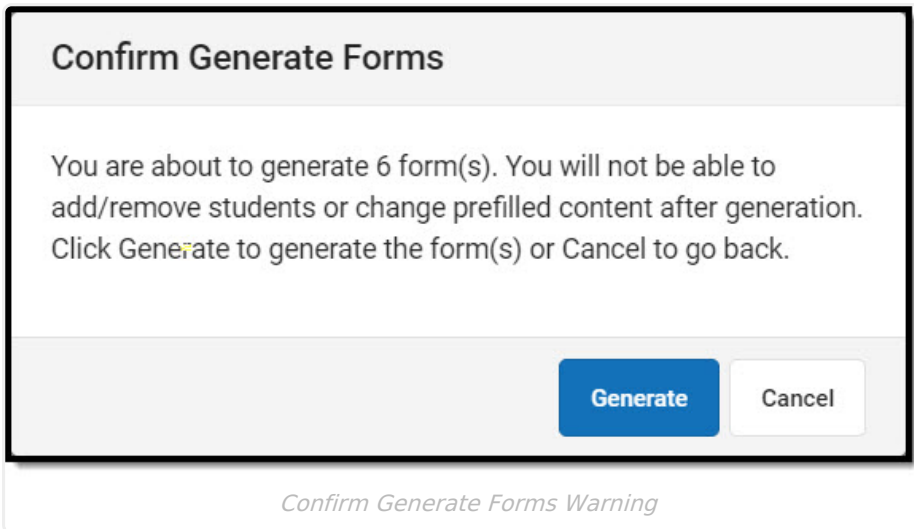 Confirm Generate Forms
You are about to generate 6 form(s). You will not be able to
add/remove students or change prefilled content after generation.
Click Generate to generate the form(s) or Cancel to go back.
Generate
Cancel
Confirm Generate Forms Warning